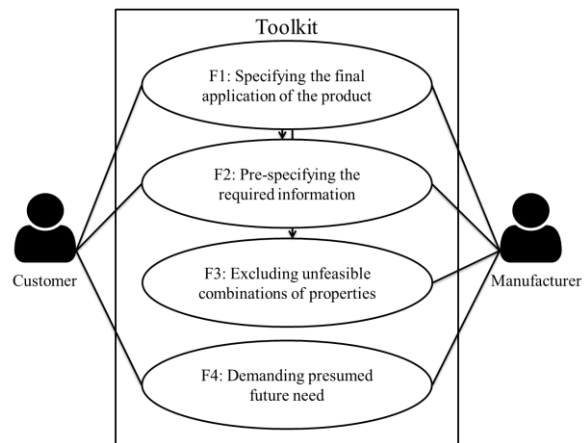 Toolkit
F1: Specifying the final
application of the product
F2: Pre-specifying the
required information
Customer
Manufacturer
F3: Excluding unfeasible
combinations of properties
F4: Demanding presumed
future need